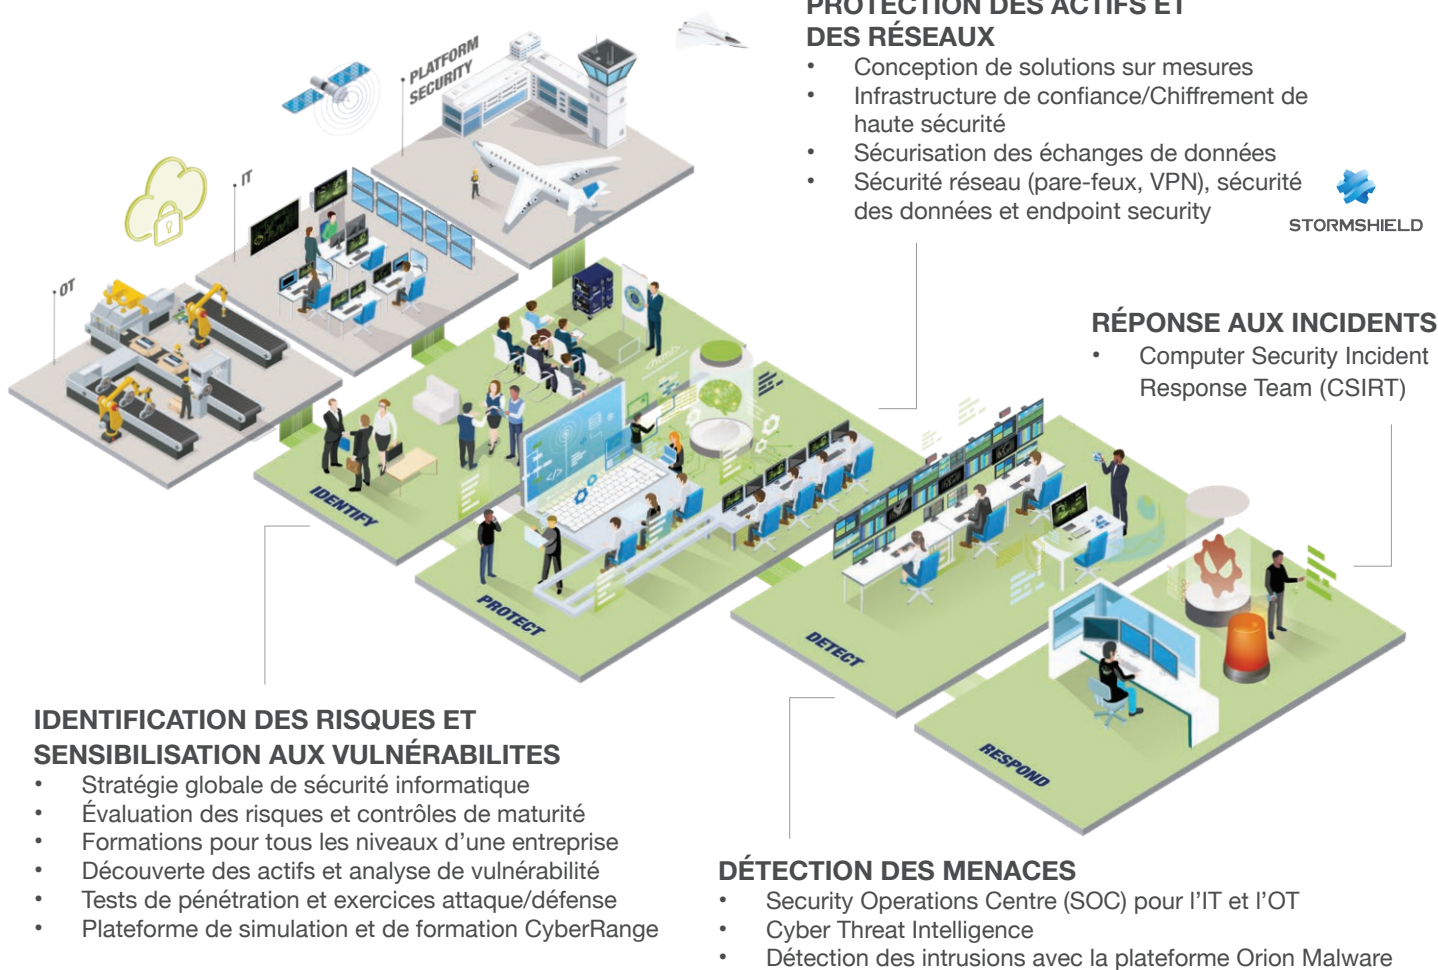 PROTECTION DES ACTIFS ET
DES RÉSEAUX
• Conception de solutions sur mesures
• Infrastructure de confiance/Chiffrement de
haute sécurité
• Sécurisation des échanges de données
• Sécurité réseau (pare-feux, VPN), sécurité
des données et endpoint security
STORMSHIELD
PLATFORM
SECURITY
IT
OT
RÉPONSE AUX INCIDENTS
• Computer Security Incident
Response Team (CSIRT)
IDENTIFY
PROTECT
DETECT
RESPOND
IDENTIFICATION DES RISQUES ET
SENSIBILISATION AUX VULNÉRABILITES
• Stratégie globale de sécurité informatique
• Évaluation des risques et contrôles de maturité
• Formations pour tous les niveaux d’une entreprise
• Découverte des actifs et analyse de vulnérabilité
• Tests de pénétration et exercices attaque/défense
• Plateforme de simulation et de formation CyberRange
DÉTECTION DES MENACES
• Security Operations Centre (SOC) pour l’IT et l’OT
• Cyber Threat Intelligence
• Détection des intrusions avec la plateforme Orion Malware